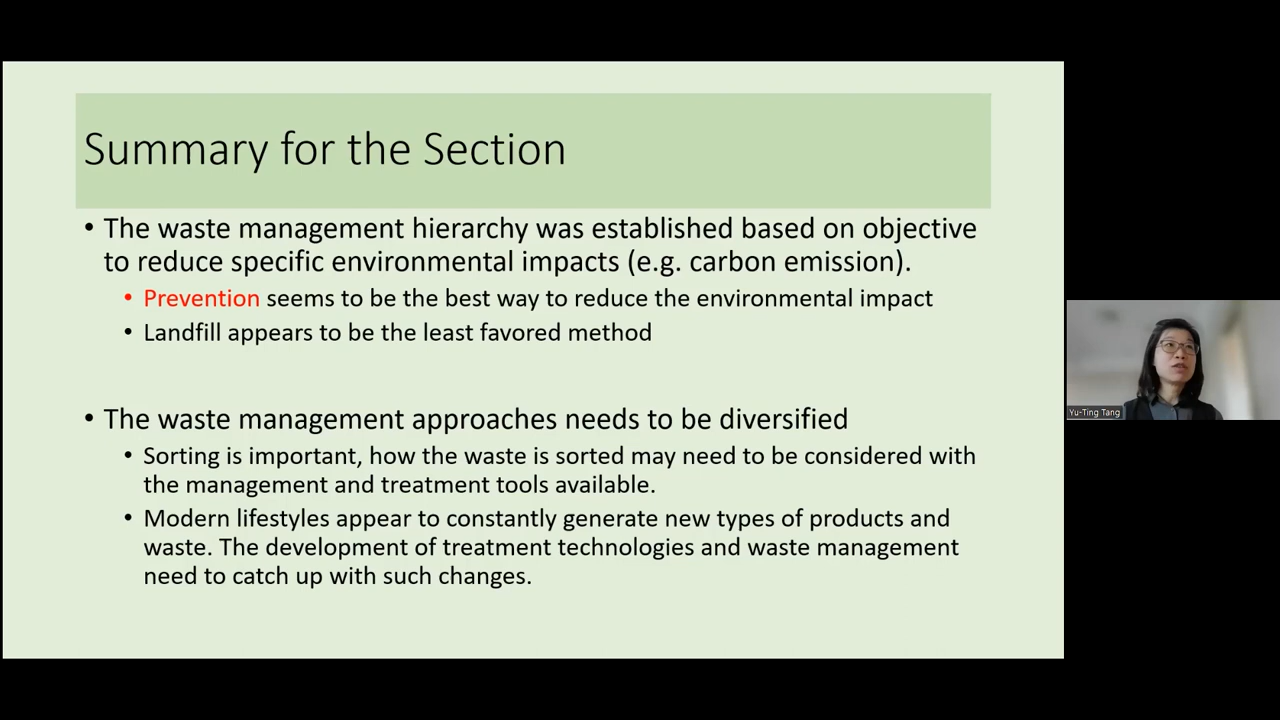 Summary for the Section
• The waste management hierarchy was established based on objective
to reduce specific environmental impacts (e.g. carbon emission).
• Prevention seems to be the best way to reduce the environmental impact
• Landfill appears to be the least favored method
• The waste management approaches needs to be diversified
• Sorting is important, how the waste is sorted may need to be considered with
the management and treatment tools available.
• Modern lifestyles appear to constantly generate new types of products and
waste. The development of treatment technologies and waste management
need to catch up with such changes.
Yu-Ting Tang